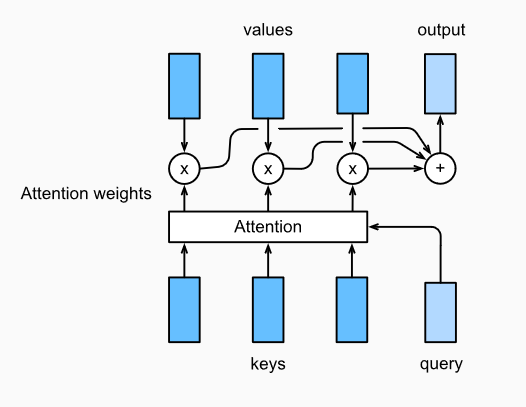 values output
x x x +
Attention weights
Attention
keys query